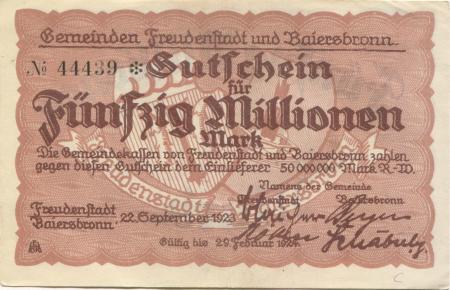 Gemeinden Freudenstadt und Baiersbronn
№ 44439 * Gutschein
für
Fünfzig Millionen
Mark
Die Gemeindekassen von Freudenstadt und Baiersbronn zahlen
gegen diesen Gutschein dem Einlieferer 50 000 000 Mark R.-W.
Namens der Gemeinde
Freudenstadt Baiersbronn
Freudenstadt
Baiersbronn
22. September 1923
Gültig bis 29. Februar 1924